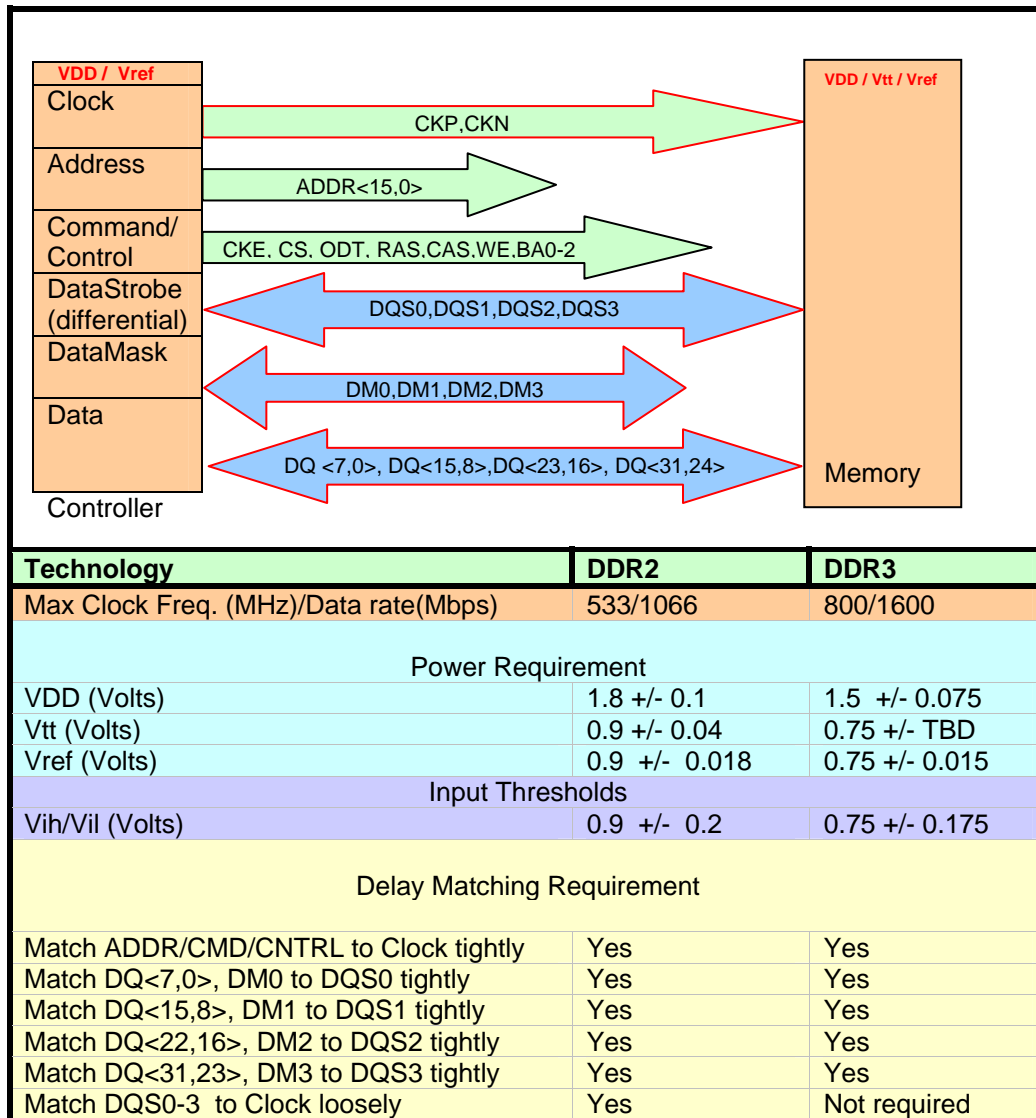 VDD / Vref
VDD / Vtt / Vref
Clock
CKP,CKN
Address
ADDR<15,0>
Command/
Control
CKE, CS, ODT, RAS,CAS,WE,BA0-2
DataStrobe
(differential)
DQS0,DQS1,DQS2,DQS3
DataMask
DM0,DM1,DM2,DM3
Data
DQ <7,0>, DQ<15,8>,DQ<23,16>, DQ<31,24>
Memory
Controller
Technology DDR2 DDR3
Max Clock Freq. (MHz)/Data rate(Mbps) 533/1066 800/1600
Power Requirement
VDD (Volts) 1.8 +/- 0.1 1.5 +/- 0.075
Vtt (Volts) 0.9 +/- 0.04 0.75 +/- TBD
Vref (Volts) 0.9 +/- 0.018 0.75 +/- 0.015
Input Thresholds
Vih/Vil (Volts) 0.9 +/- 0.2 0.75 +/- 0.175
Delay Matching Requirement
Match ADDR/CMD/CNTRL to Clock tightly Yes Yes
Match DQ<7,0>, DM0 to DQS0 tightly Yes Yes
Match DQ<15,8>, DM1 to DQS1 tightly Yes Yes
Match DQ<22,16>, DM2 to DQS2 tightly Yes Yes
Match DQ<31,23>, DM3 to DQS3 tightly Yes Yes
Match DQS0-3 to Clock loosely Yes Not required